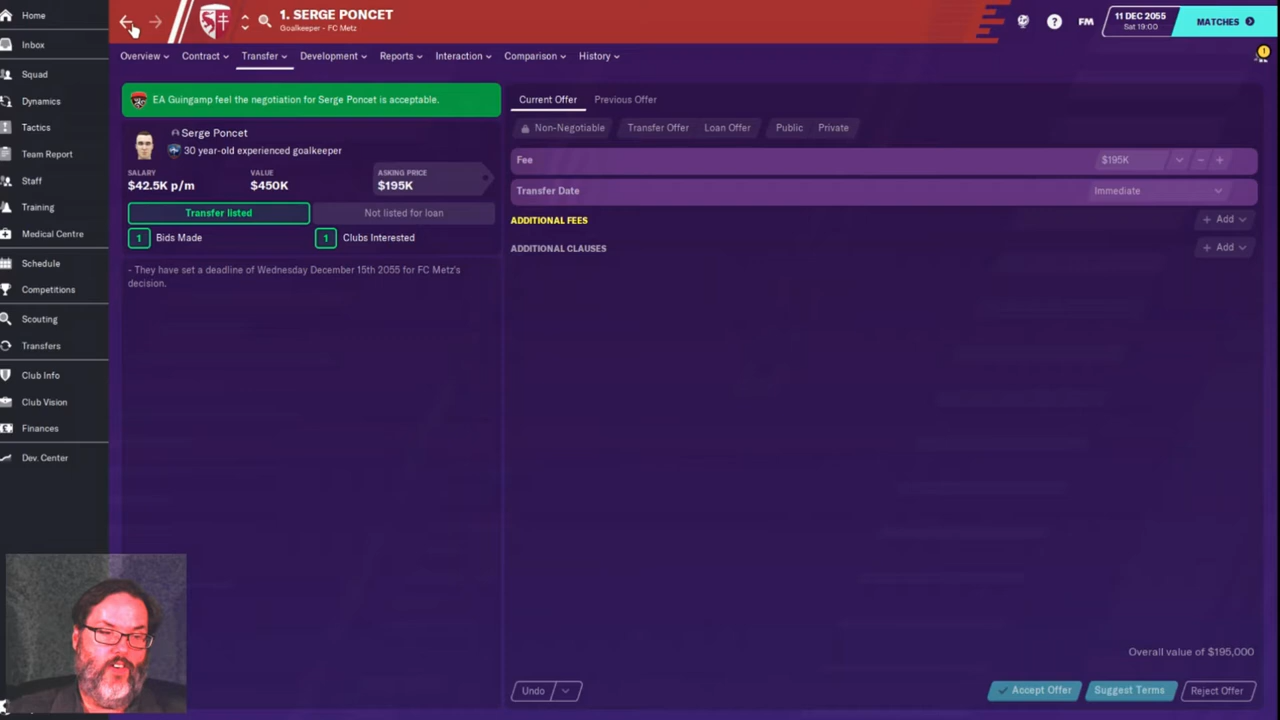 Home
Inbox
Squad
Dynamics
Tactics
Team Report
Staff
Training
Medical Centre
Schedule
Competitions
Scouting
Transfers
Club Info
Club Vision
Finances
Dev. Center
1. SERGE PONCET
Goalkeeper - FC Metz
?
FM
11 DEC 2055
Sat 19:00
MATCHES
1
Overview
Contract
Transfer
Development
Reports
Interaction
Comparison
History
EA Guingamp feel the negotiation for Serge Poncet is acceptable.
Serge Poncet
30 year-old experienced goalkeeper
SALARY
$42.5K p/m
VALUE
$450K
ASKING PRICE
$195K
Transfer listed
Not listed for loan
1 Bids Made
1 Clubs Interested
- They have set a deadline of Wednesday December 15th 2055 for FC Metz's
decision.
Current Offer
Previous Offer
Non-Negotiable
Transfer Offer
Loan Offer
Public
Private
Fee
$195K
Transfer Date
Immediate
ADDITIONAL FEES
+ Add
ADDITIONAL CLAUSES
+ Add
Overall value of $195,000
Undo
Accept Offer
Suggest Terms
Reject Offer